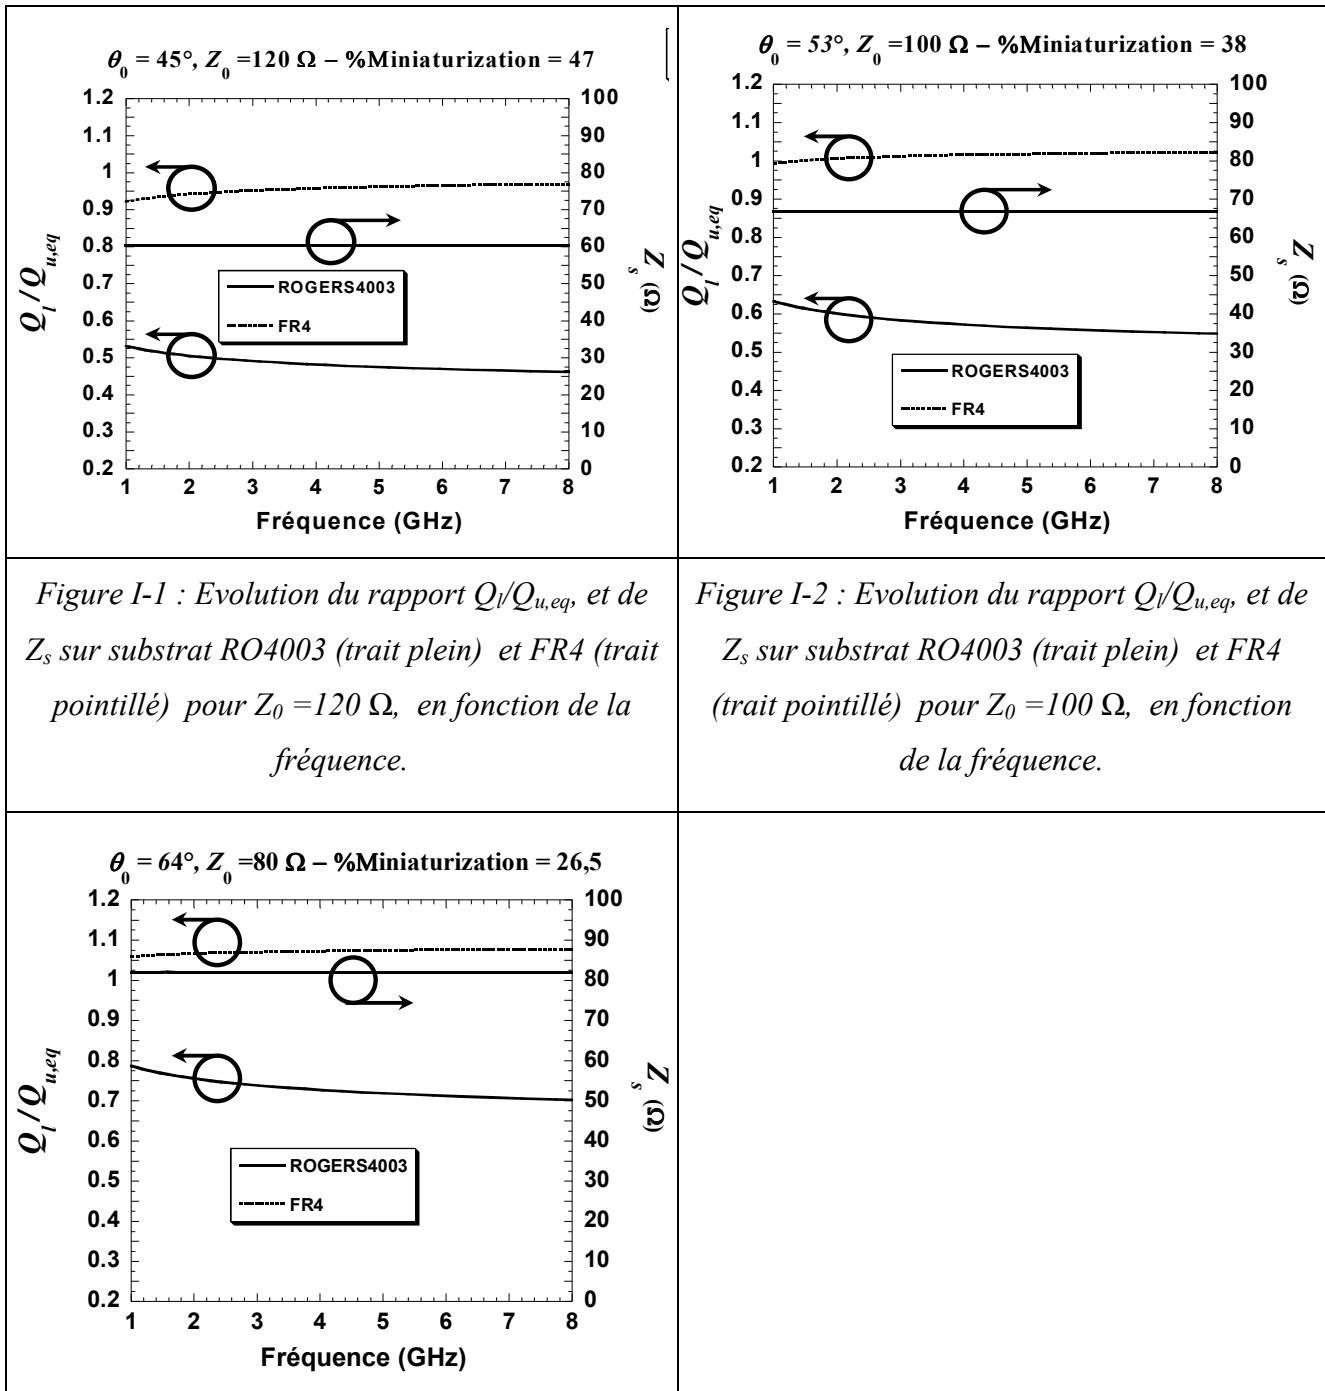 θ0 = 45°, Z0 =120 Ω – %Miniaturization = 47
1.2
1.1
1
0.9
0.8
0.7
0.6
0.5
0.4
0.3
0.2
100
90
80
70
60
50
40
30
20
10
0
Ql/Qu,eq
Zs (Ω)
ROGERS4003
FR4
1 2 3 4 5 6 7 8
Fréquence (GHz)
θ0 = 53°, Z0 =100 Ω – %Miniaturization = 38
1.2
1.1
1
0.9
0.8
0.7
0.6
0.5
0.4
0.3
0.2
100
90
80
70
60
50
40
30
20
10
0
Ql/Qu,eq
Zs (Ω)
ROGERS4003
FR4
1 2 3 4 5 6 7 8
Fréquence (GHz)
Figure I-1 : Evolution du rapport Ql/Qu,eq, et de
Zs sur substrat RO4003 (trait plein) et FR4 (trait
pointillé) pour Z0 =120 Ω, en fonction de la
fréquence.
Figure I-2 : Evolution du rapport Ql/Qu,eq, et de
Zs sur substrat RO4003 (trait plein) et FR4
(trait pointillé) pour Z0 =100 Ω, en fonction
de la fréquence.
θ0 = 64°, Z0 =80 Ω – %Miniaturization = 26,5
1.2
1.1
1
0.9
0.8
0.7
0.6
0.5
0.4
0.3
0.2
100
90
80
70
60
50
40
30
20
10
0
Ql/Qu,eq
Zs (Ω)
ROGERS4003
FR4
1 2 3 4 5 6 7 8
Fréquence (GHz)